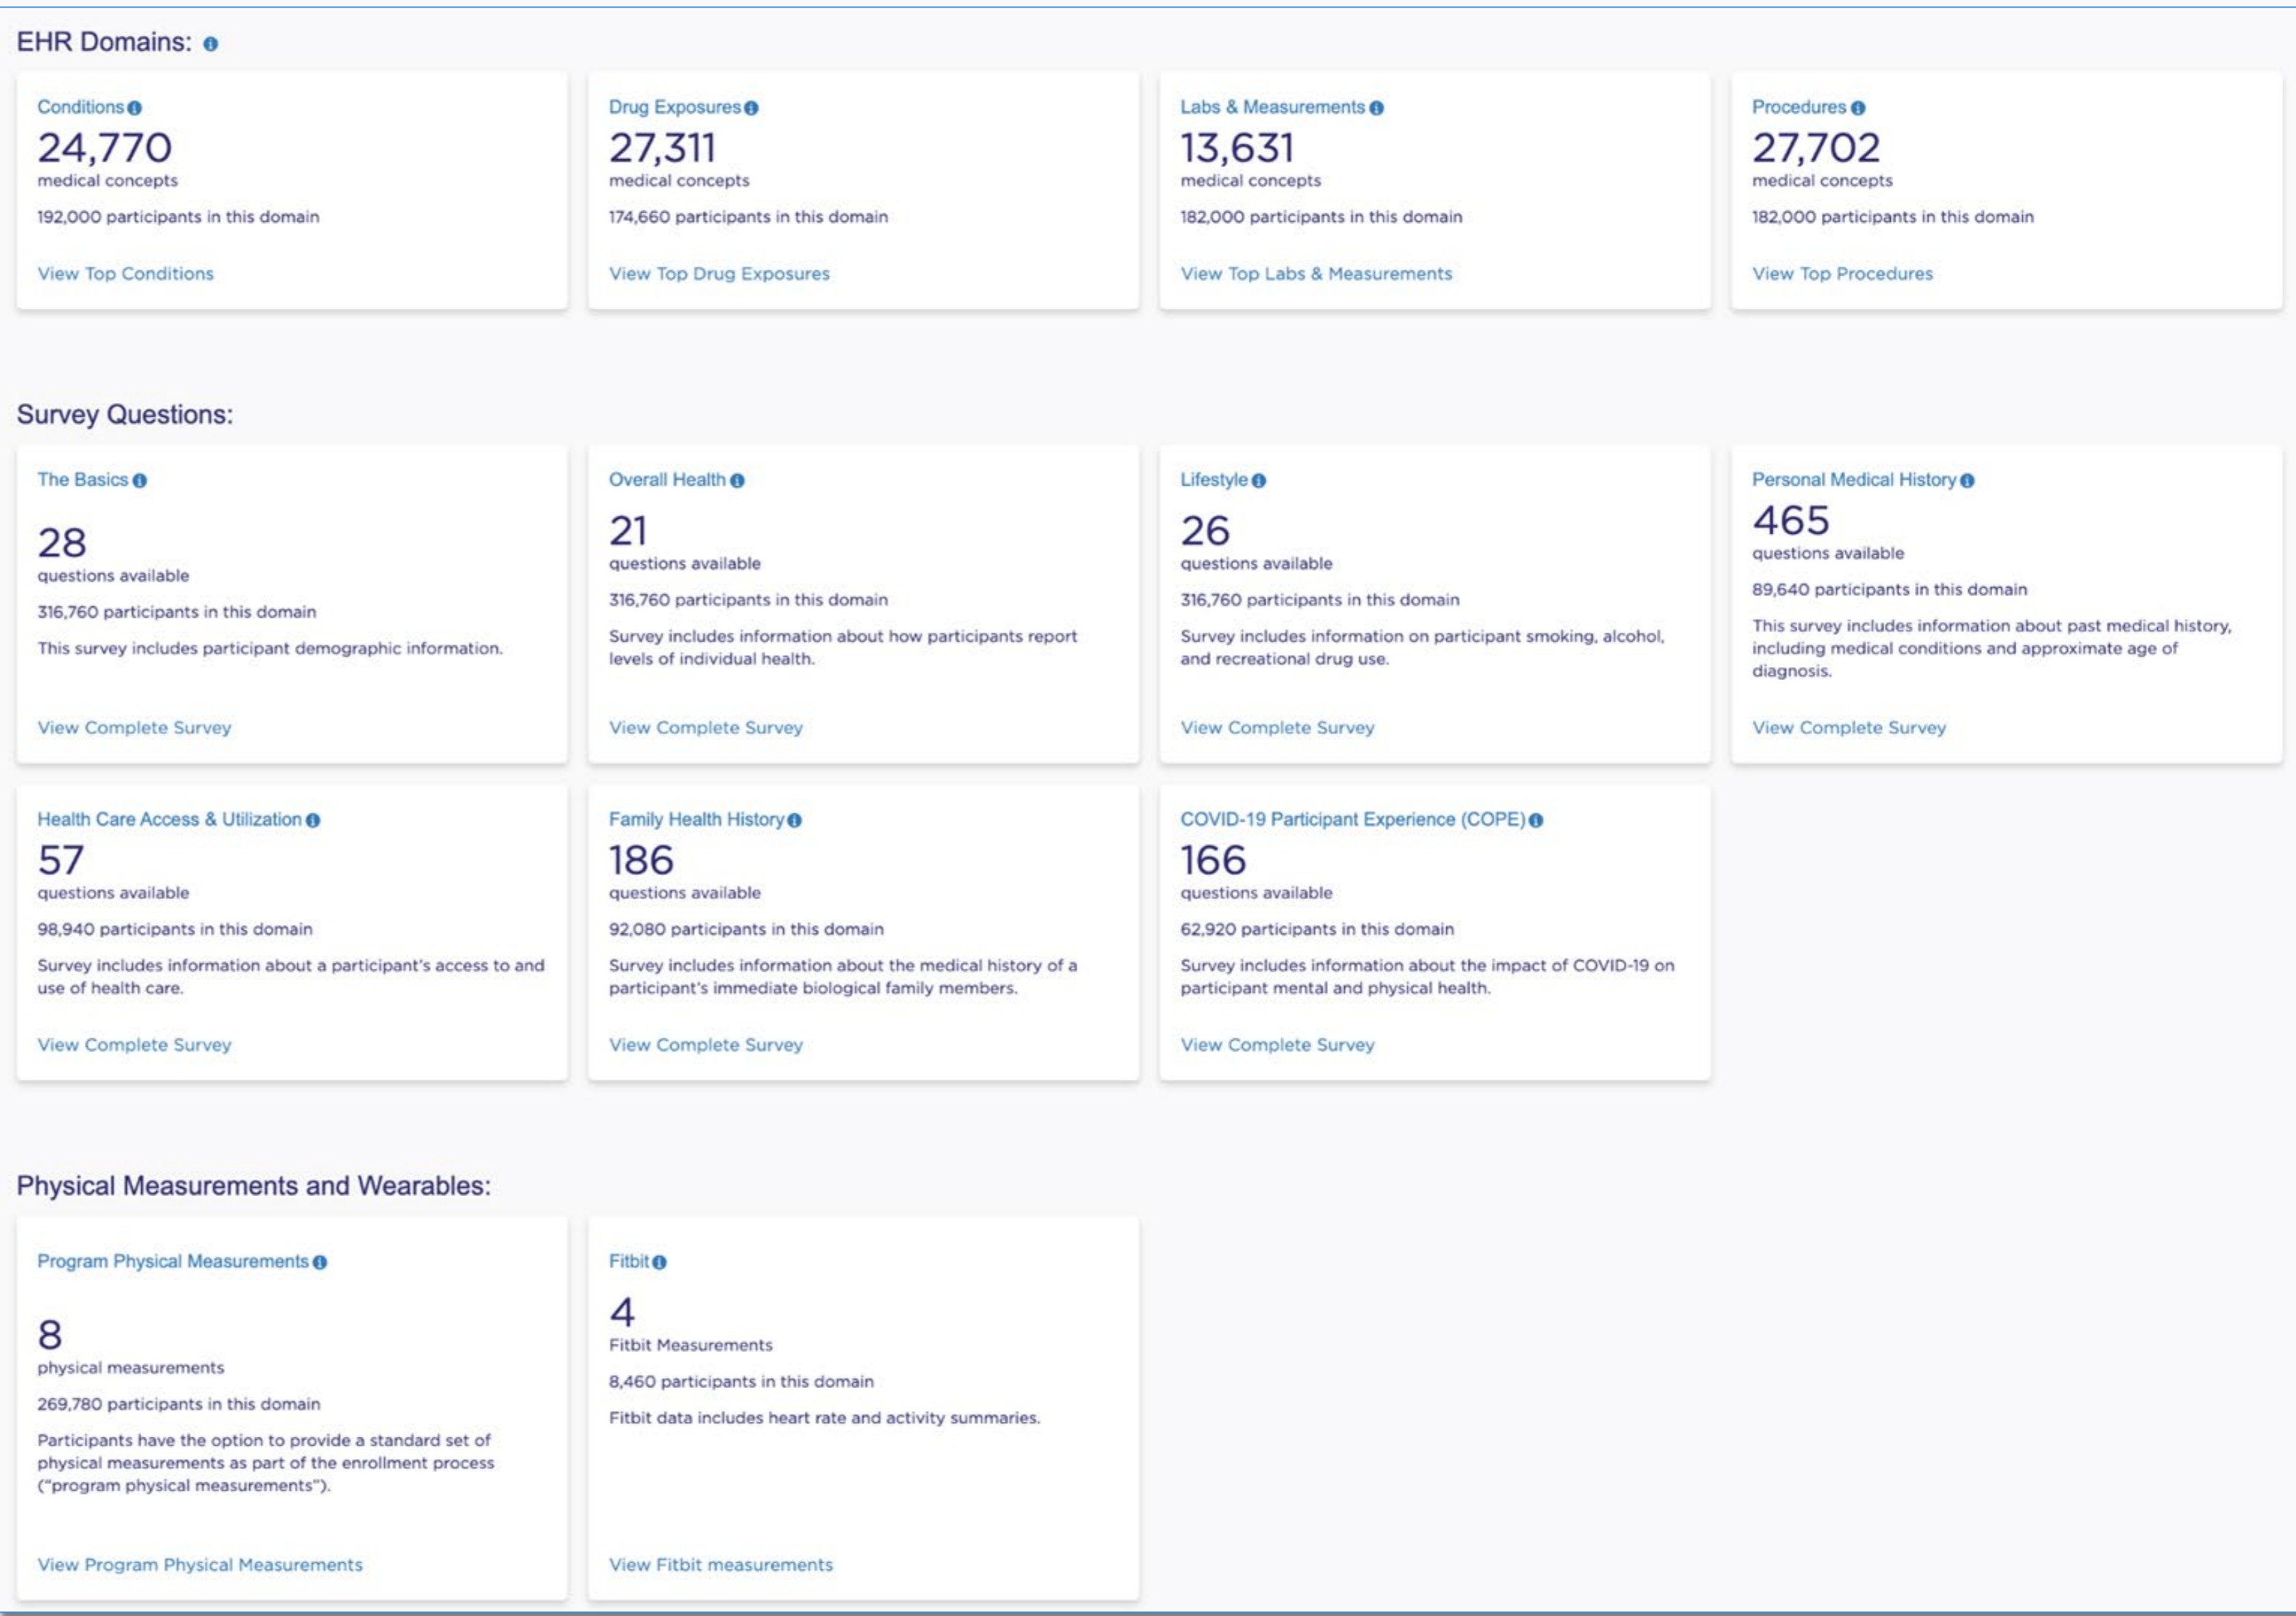 EHR Domains:
Conditions
24,770
medical concepts
192,000 participants in this domain
View Top Conditions
Drug Exposures
27,311
medical concepts
174,660 participants in this domain
View Top Drug Exposures
Labs & Measurements
13,631
medical concepts
182,000 participants in this domain
View Top Labs & Measurements
Procedures
27,702
medical concepts
182,000 participants in this domain
View Top Procedures
Survey Questions:
The Basics
28
questions available
316,760 participants in this domain
This survey includes participant demographic information.
View Complete Survey
Overall Health
21
questions available
316,760 participants in this domain
Survey includes information about how participants report
levels of individual health.
View Complete Survey
Lifestyle
26
questions available
316,760 participants in this domain
Survey includes information on participant smoking, alcohol,
and recreational drug use.
View Complete Survey
Personal Medical History
465
questions available
89,640 participants in this domain
This survey includes information about past medical history,
including medical conditions and approximate age of
diagnosis.
View Complete Survey
Health Care Access & Utilization
57
questions available
98,940 participants in this domain
Survey includes information about a participant's access to and
use of health care.
View Complete Survey
Family Health History
186
questions available
92,080 participants in this domain
Survey includes information about the medical history of a
participant's immediate biological family members.
View Complete Survey
COVID-19 Participant Experience (COPE)
166
questions available
62,920 participants in this domain
Survey includes information about the impact of COVID-19 on
participant mental and physical health.
View Complete Survey
Physical Measurements and Wearables:
Program Physical Measurements
8
physical measurements
269,780 participants in this domain
Participants have the option to provide a standard set of
physical measurements as part of the enrollment process
("program physical measurements").
View Program Physical Measurements
Fitbit
4
Fitbit Measurements
8,460 participants in this domain
Fitbit data includes heart rate and activity summaries.
View Fitbit measurements